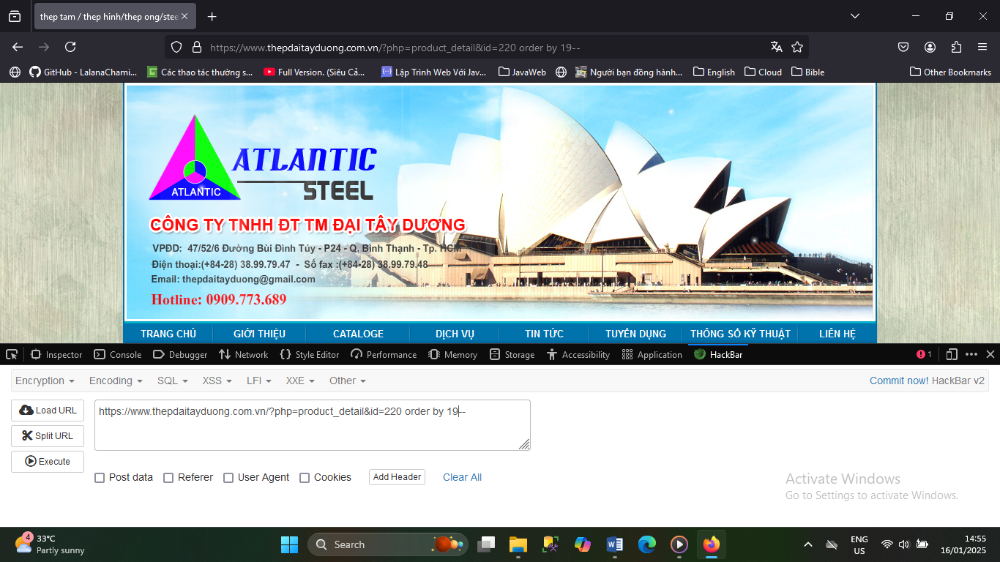 thep tam / thep hinh/thep ong/stee
https://www.thepdaitayduong.com.vn/?php=product_detail&id=220 order by 19--
GitHub - LalanaChami... Các thao tác thường s... Full Version. (Siêu Cả... Lập Trình Web Với Jav... JavaWeb Người bạn đồng hành... English Cloud Bible Other Bookmarks
ATLANTIC
STEEL
ATLANTIC
CÔNG TY TNHH ĐT TM ĐẠI TÂY DƯƠNG
VPĐD: 47/52/6 Đường Bùi Đình Túy - P24 - Q. Bình Thạnh - Tp. HCM
Điện thoại:(+84-28) 38.99.79.47 - Số fax :(+84-28) 38.99.79.48
Email: thepdaitayduong@gmail.com
Hotline: 0909.773.689
TRANG CHỦ GIỚI THIỆU CATALOGE DỊCH VỤ TIN TỨC TUYỂN DỤNG THÔNG SỐ KỸ THUẬT LIÊN HỆ
Inspector Console Debugger Network Style Editor Performance Memory Storage Accessibility Application HackBar 1
Encryption Encoding SQL XSS LFI XXE Other Commit now! HackBar v2
Load URL https://www.thepdaitayduong.com.vn/?php=product_detail&id=220 order by 19--
Split URL
Execute
Post data Referer User Agent Cookies Add Header Clear All
Activate Windows
Go to Settings to activate Windows.
4 33°C
Partly sunny
Search
ENG
US
14:55
16/01/2025